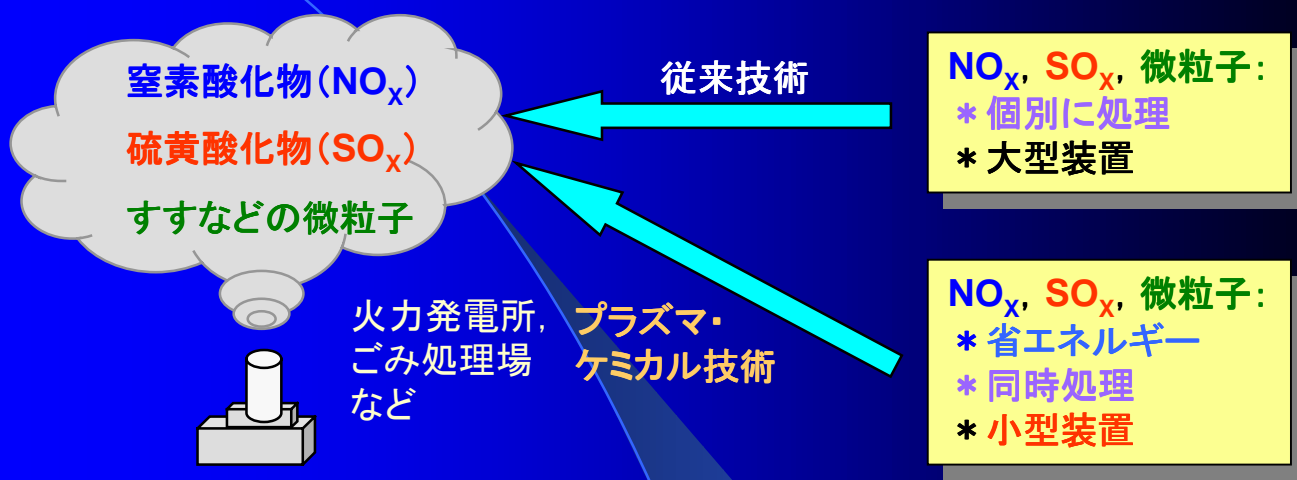 窒素酸化物(NOX)
硫黄酸化物(SOX)
すすなどの微粒子
火力発電所,
ごみ処理場
など
従来技術
プラズマ・
ケミカル技術
NOX, SOX, 微粒子:
＊個別に処理
＊大型装置
NOX, SOX, 微粒子:
＊省エネルギー
＊同時処理
＊小型装置